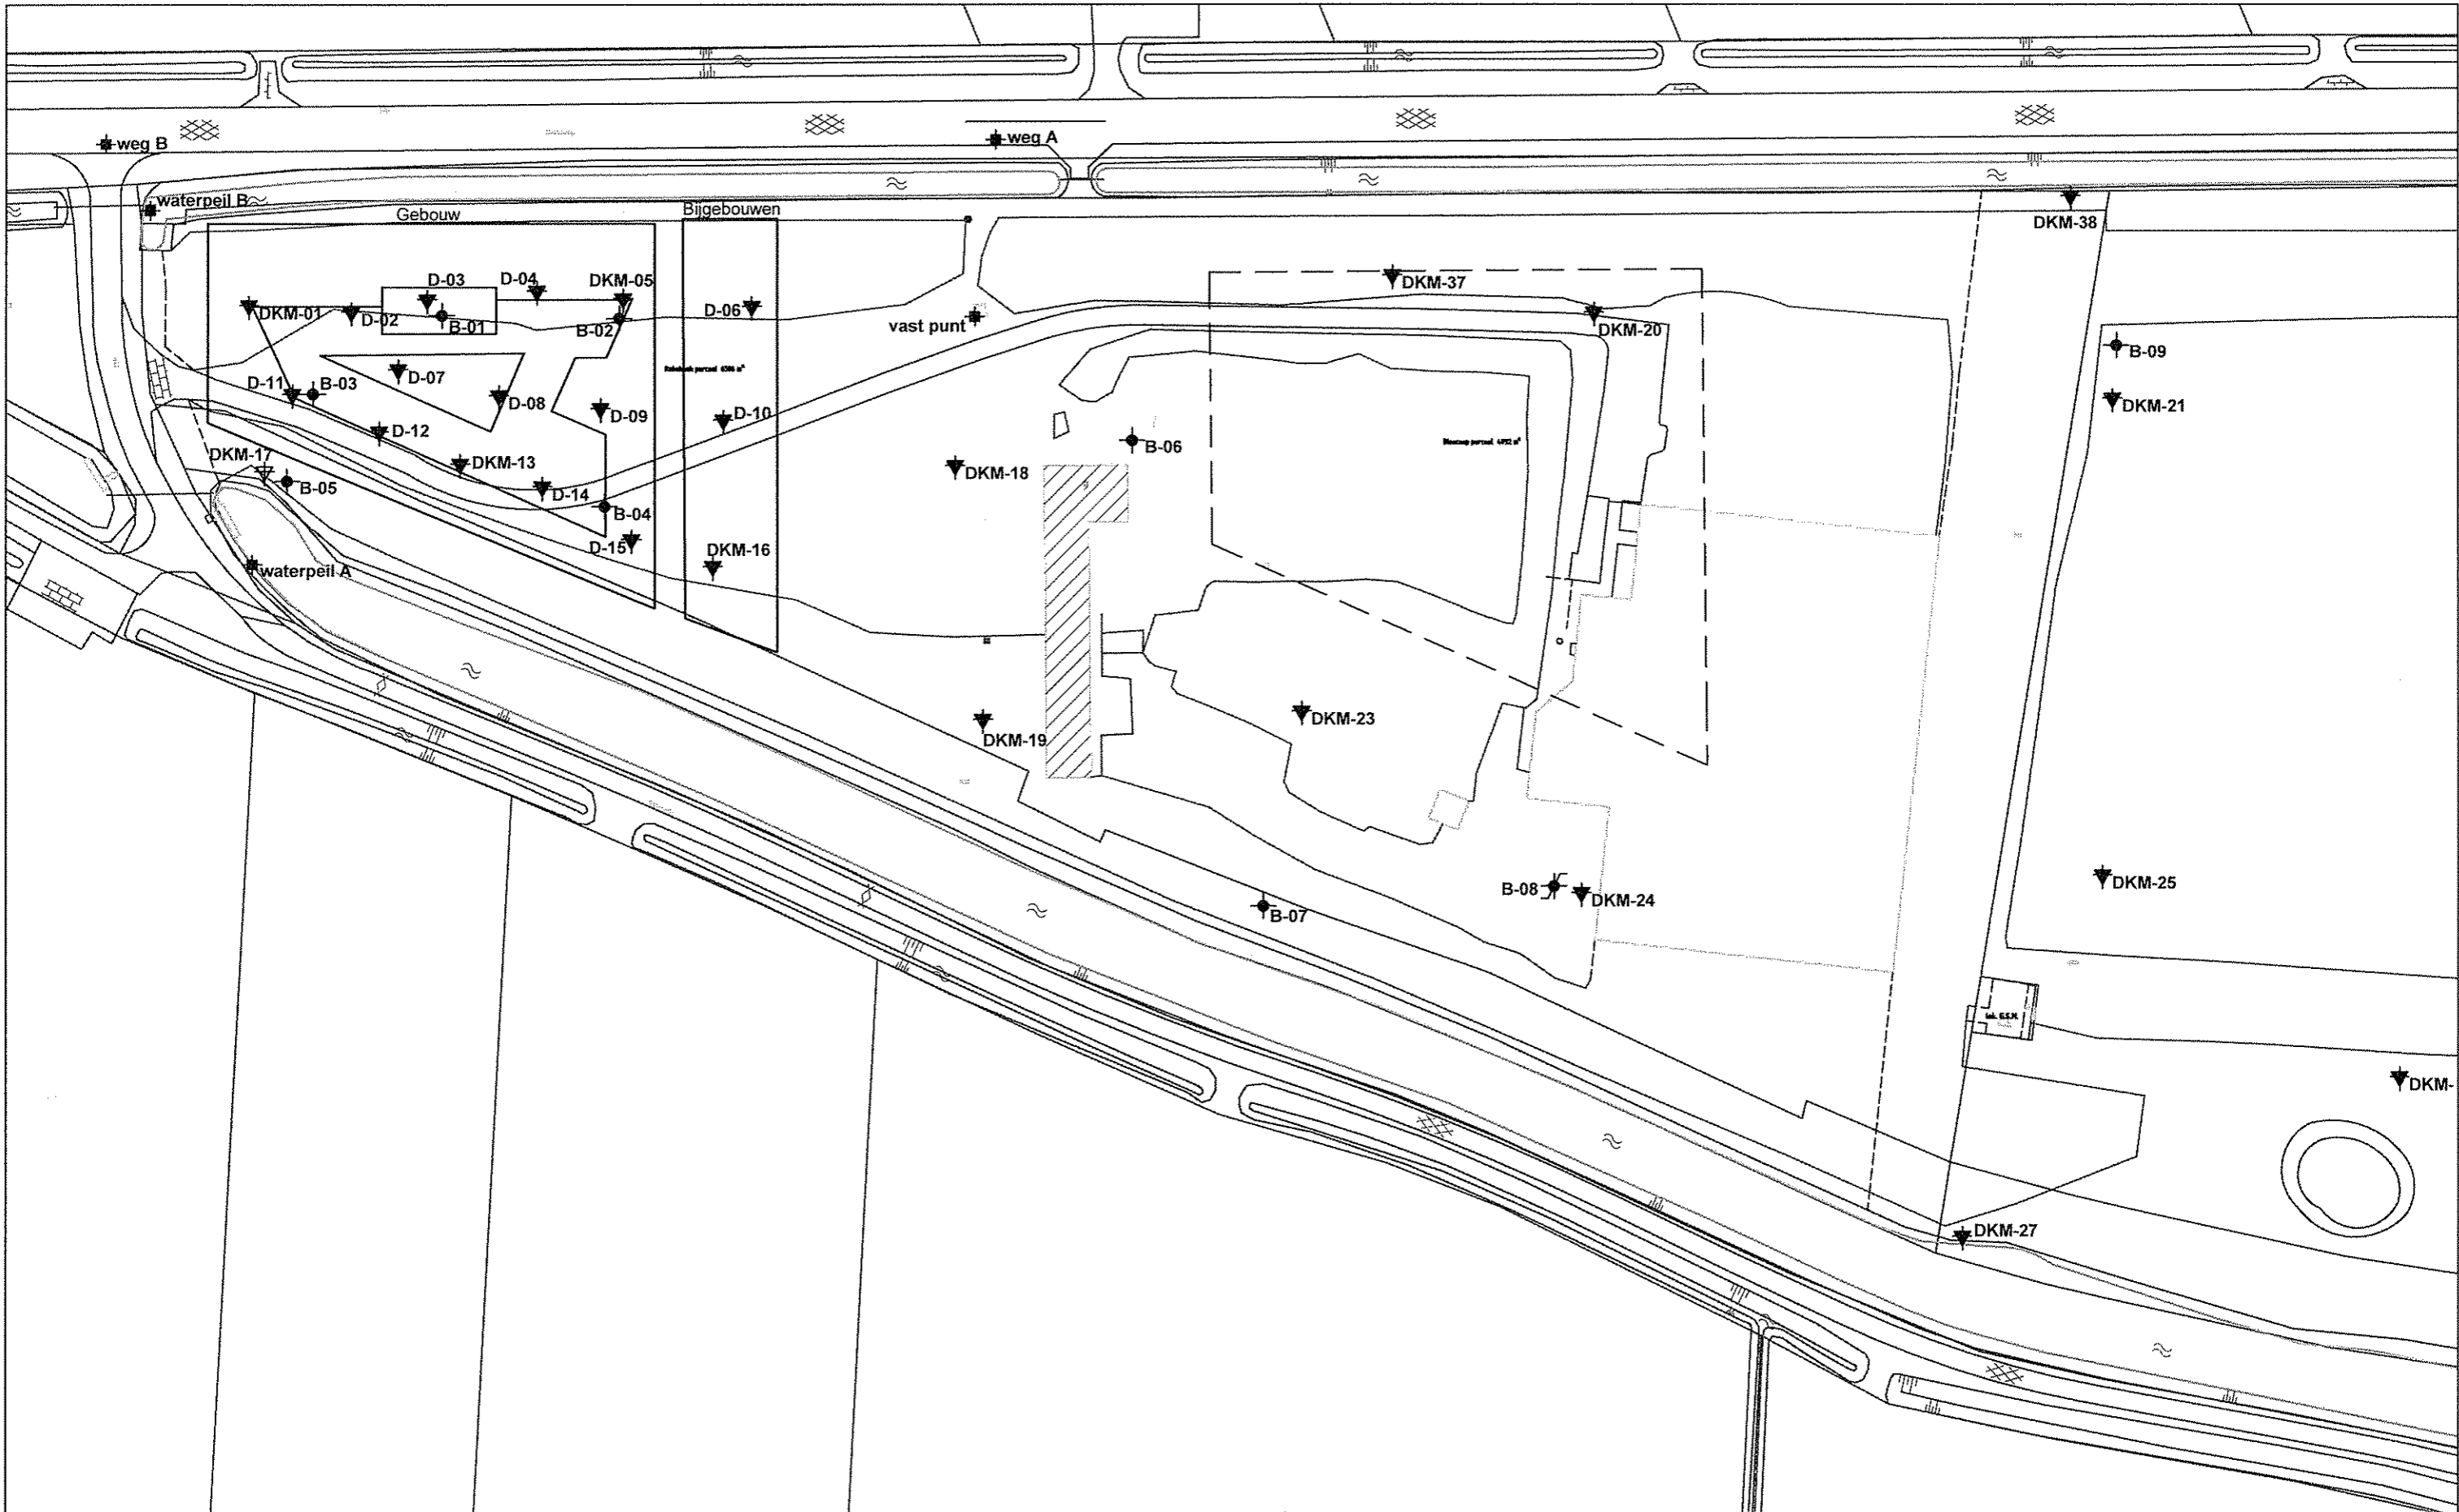 weg B
weg A
waterpeil B
Gebouw
Bijgebouwen
DKM-38
D-03
D-04
DKM-05
DKM-37
DKM-01
D-02
B-01
B-02
D-06
vast punt
DKM-20
B-09
D-07
D-11
B-03
D-08
D-09
D-10
DKM-21
D-12
B-06
DKM-17
DKM-13
DKM-18
B-05
D-14
B-04
D-15
DKM-16
waterpeil A
DKM-23
DKM-19
B-08
DKM-24
DKM-25
B-07
DKM-
DKM-27